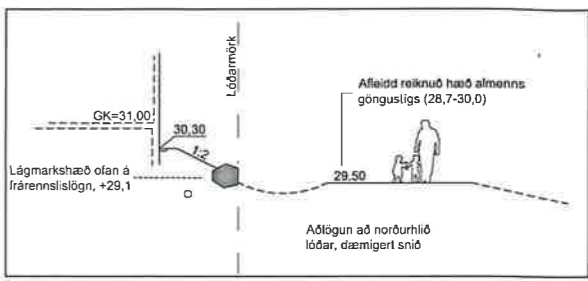 Lóðarmörk
Afleidd reiknuð hæð almenns
göngustígs (28,7-30,0)
GK=31,00
30,30
1:2
Lágmarkshæð ofan á
frárennslislögn, +29,1
29.50
Aðlögun að norðurhlið
lóðar, dæmigert snið